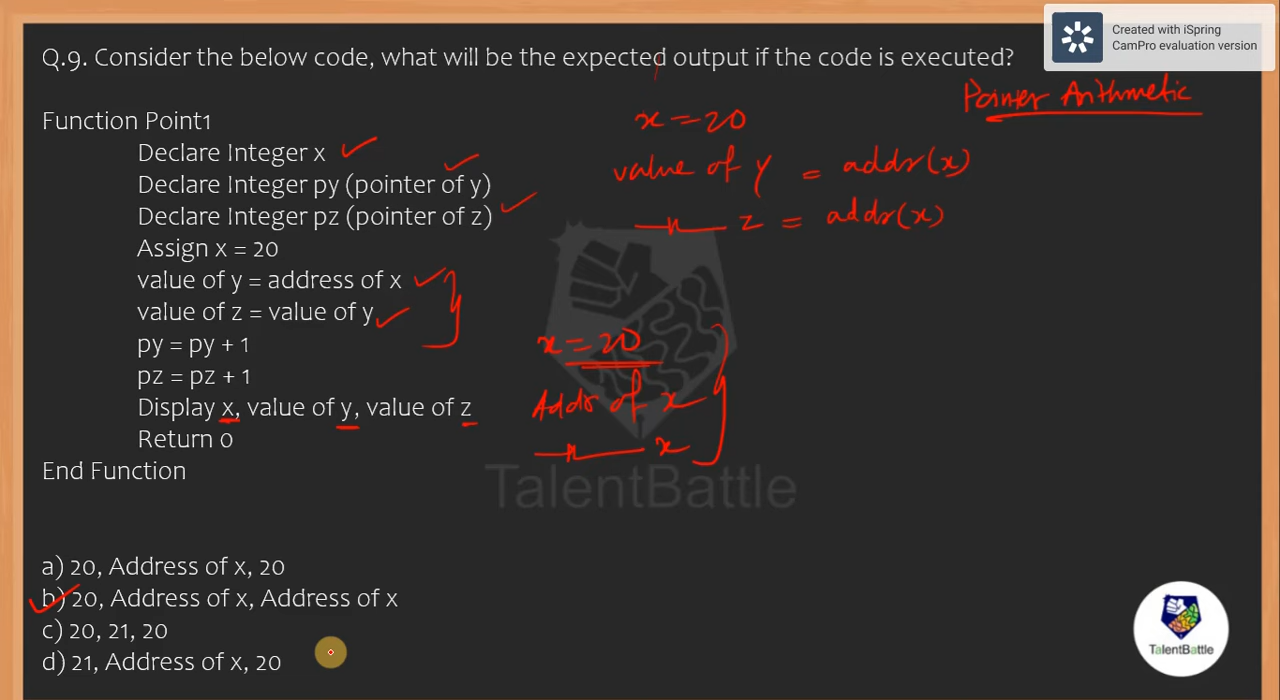 Created with iSpring
CamPro evaluation version
Q.9. Consider the below code, what will be the expected output if the code is executed?
Pointer Arithmetic
Function Point1
x = 20
Declare Integer x
value of y = addr(x)
Declare Integer py (pointer of y)
Declare Integer pz (pointer of z)
z = addr(x)
Assign x = 20
value of y = address of x
value of z = value of y
py = py + 1
x = 20
pz = pz + 1
Display x, value of y, value of z
Addr of x
Return 0
x
End Function
TalentBattle
a) 20, Address of x, 20
b) 20, Address of x, Address of x
c) 20, 21, 20
d) 21, Address of x, 20
TalentBattle